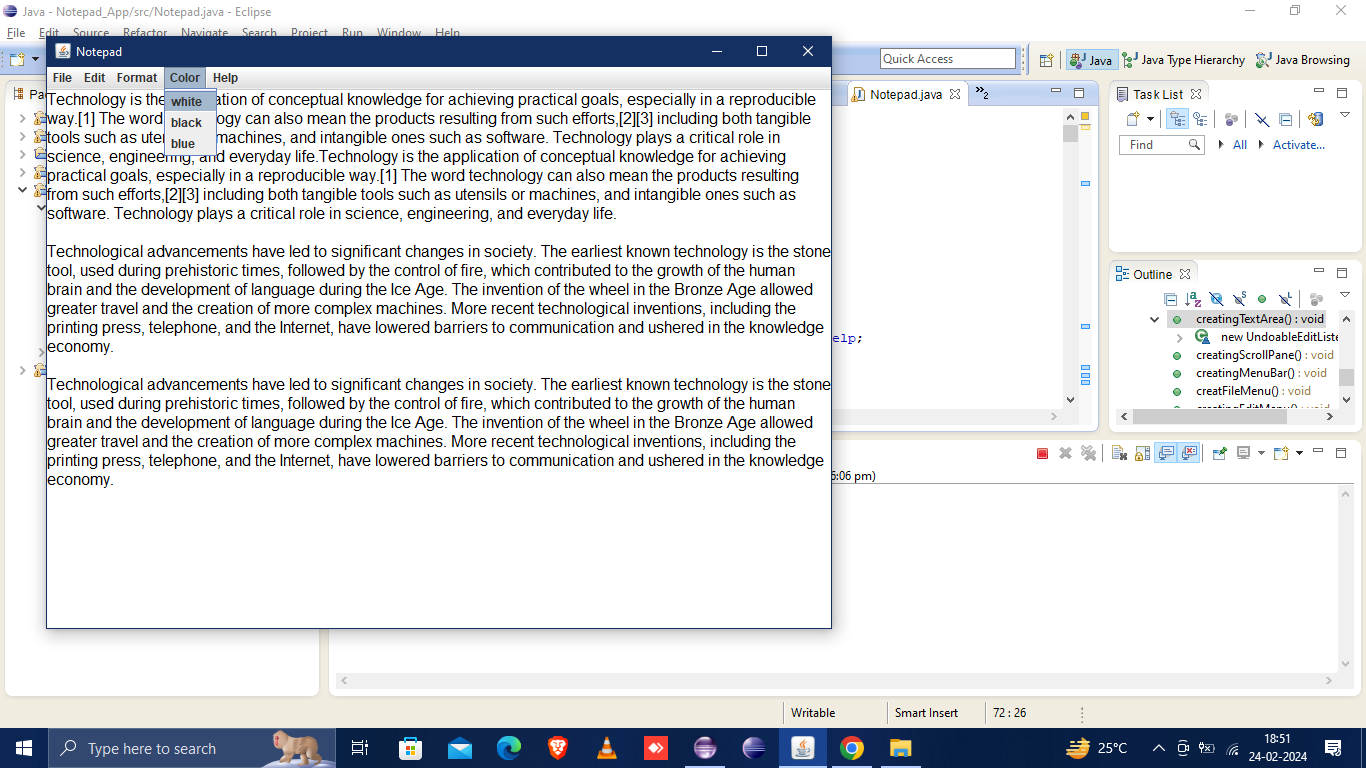 Java - Notepad_App/src/Notepad.java - Eclipse
File Edit Source Refactor Navigate Search Project Run Window Help
Notepad
Quick Access
Java
Java Type Hierarchy
Java Browsing
File Edit Format Color Help
white
black
blue
Technology is the ation of conceptual knowledge for achieving practical goals, especially in a reproducible
way.[1] The word ogy can also mean the products resulting from such efforts,[2][3] including both tangible
tools such as uten machines, and intangible ones such as software. Technology plays a critical role in
science, engineering, and everyday life.Technology is the application of conceptual knowledge for achieving
practical goals, especially in a reproducible way.[1] The word technology can also mean the products resulting
from such efforts,[2][3] including both tangible tools such as utensils or machines, and intangible ones such as
software. Technology plays a critical role in science, engineering, and everyday life.
Technological advancements have led to significant changes in society. The earliest known technology is the stone
tool, used during prehistoric times, followed by the control of fire, which contributed to the growth of the human
brain and the development of language during the Ice Age. The invention of the wheel in the Bronze Age allowed
greater travel and the creation of more complex machines. More recent technological inventions, including the
printing press, telephone, and the Internet, have lowered barriers to communication and ushered in the knowledge
economy.
Technological advancements have led to significant changes in society. The earliest known technology is the stone
tool, used during prehistoric times, followed by the control of fire, which contributed to the growth of the human
brain and the development of language during the Ice Age. The invention of the wheel in the Bronze Age allowed
greater travel and the creation of more complex machines. More recent technological inventions, including the
printing press, telephone, and the Internet, have lowered barriers to communication and ushered in the knowledge
economy.
Pa
Notepad.java
»2
elp;
6:06 pm)
Task List
Find
All
Activate...
Outline
creatingTextArea() : void
new UndoableEditListe
creatingScrollPane() : void
creatingMenuBar() : void
creatFileMenu() : void
creatingEditMenu() : void
Writable
Smart Insert
72 : 26
Type here to search
25°C
18:51
24-02-2024